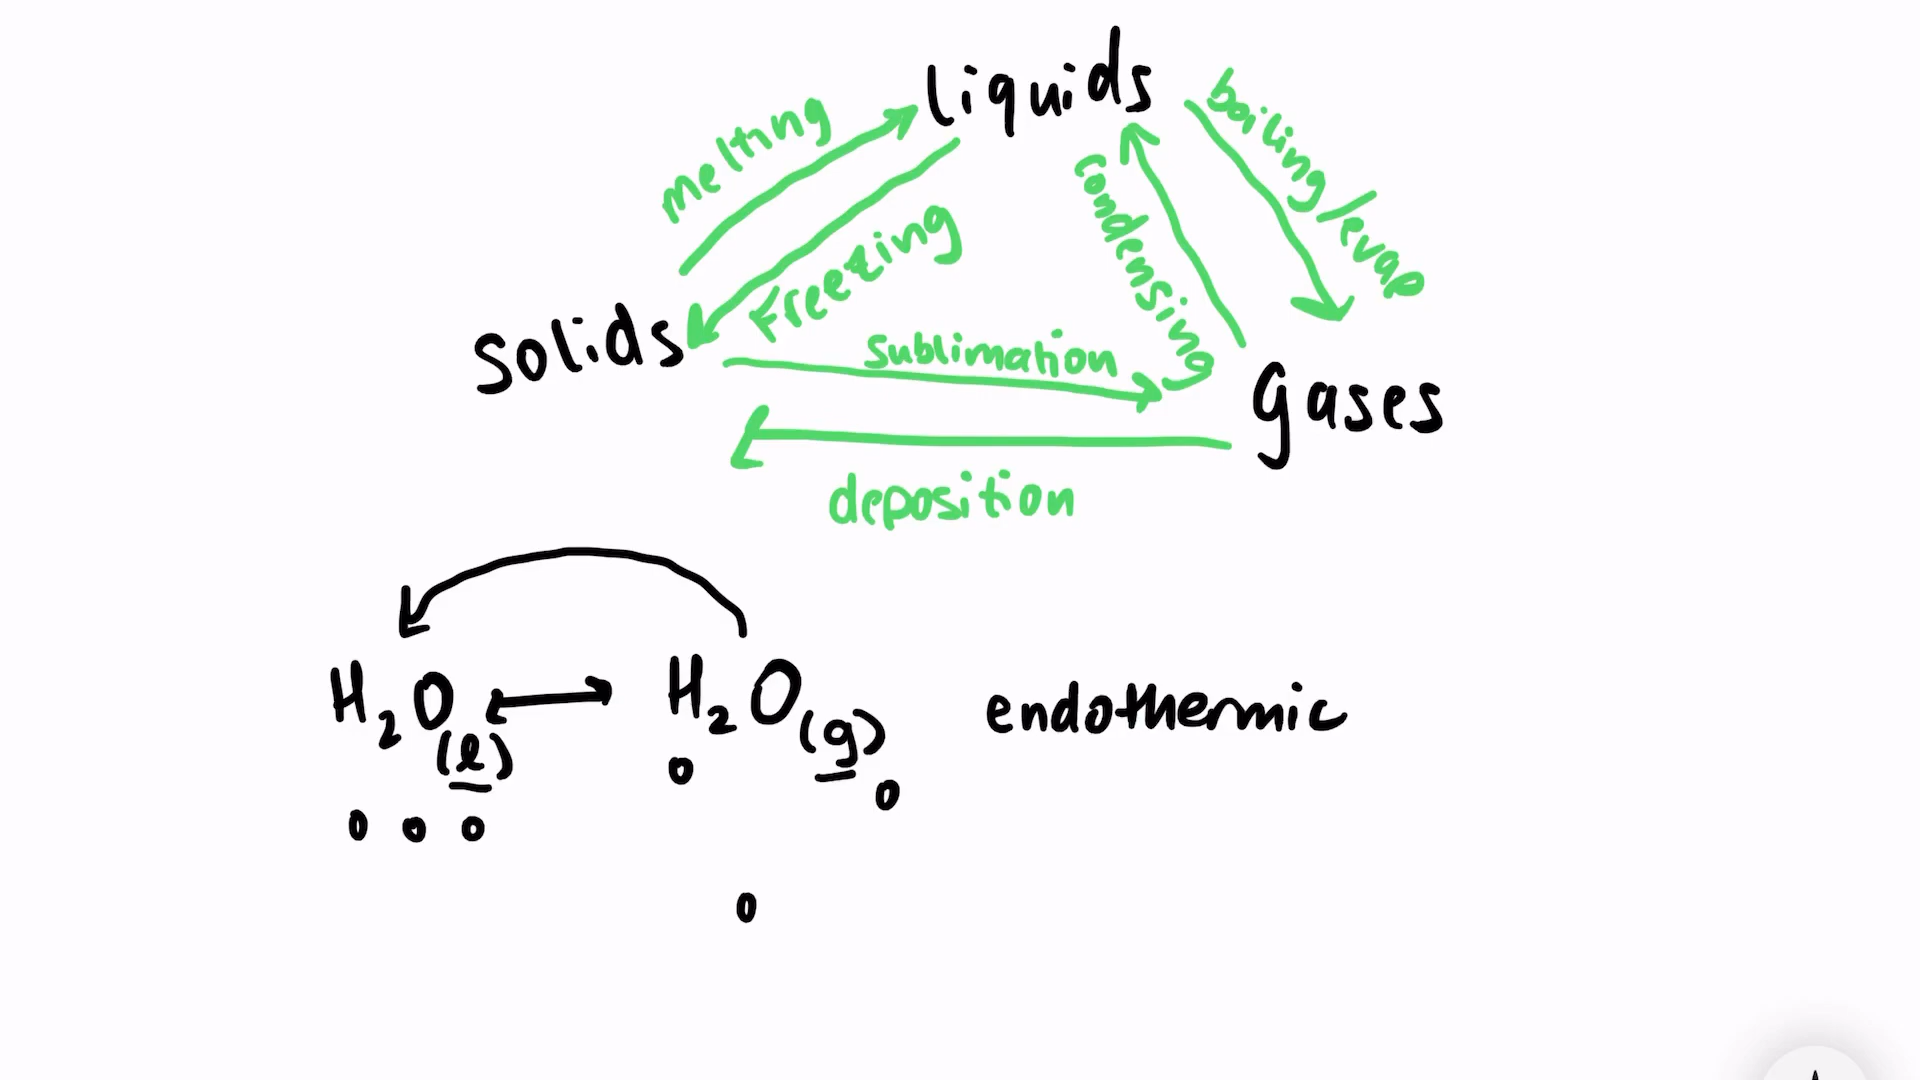 liquids
melting
boiling/evap
condensing
Freezing
Solids
Sublimation
gases
deposition
H₂O(l) ↔ H₂O(g) endothermic